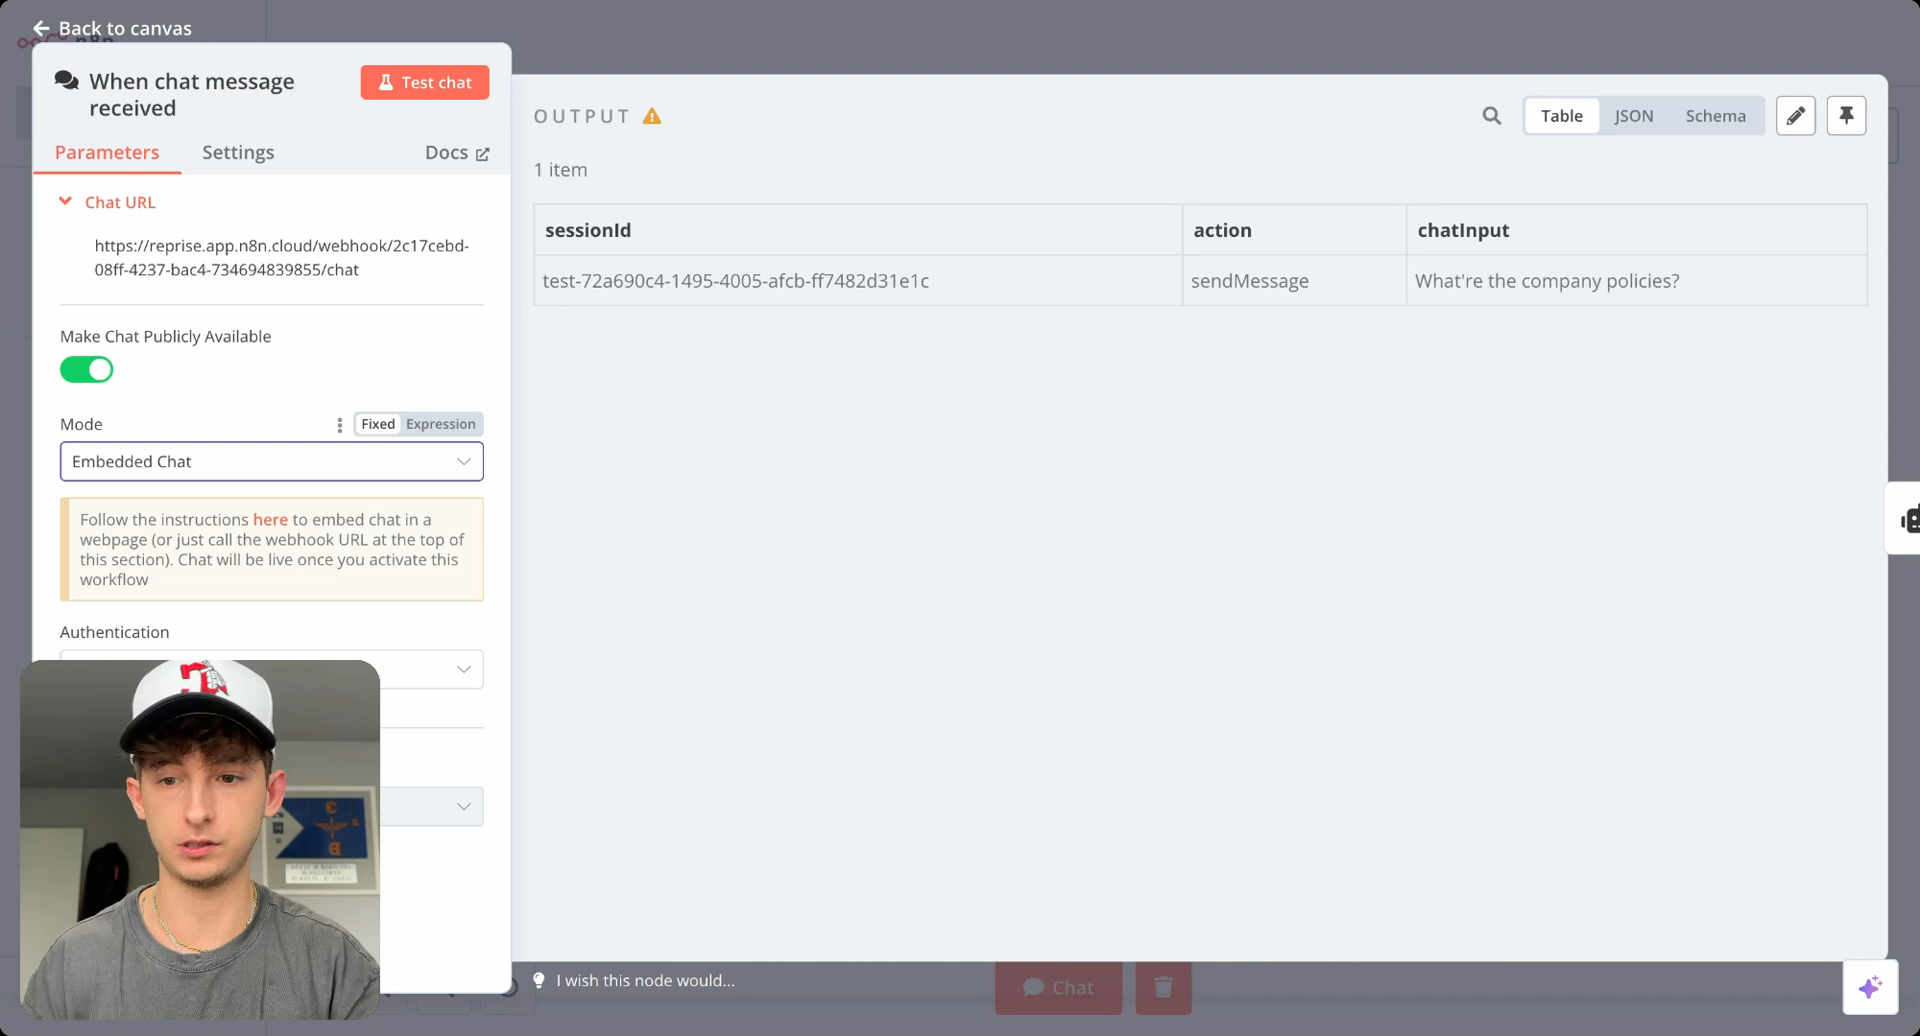 Back to canvas
n8n
When chat message
received
Test chat
Parameters
Settings
Docs
Chat URL
https://reprise.app.n8n.cloud/webhook/2c17cebd-
08ff-4237-bac4-734694839855/chat
Make Chat Publicly Available
Mode
Fixed
Expression
Embedded Chat
Follow the instructions here to embed chat in a
webpage (or just call the webhook URL at the top of
this section). Chat will be live once you activate this
workflow
Authentication
OUTPUT
Table
JSON
Schema
1 item
sessionId
action
chatInput
test-72a690c4-1495-4005-afcb-ff7482d31e1c
sendMessage
What're the company policies?
I wish this node would...
Chat